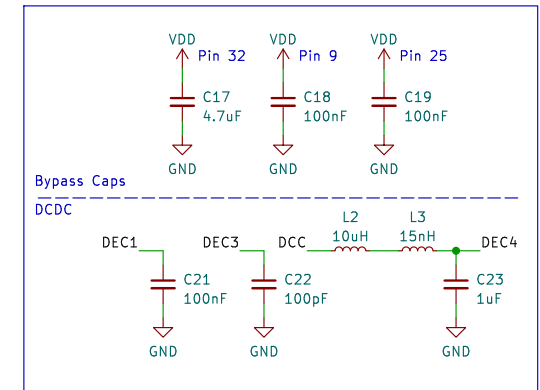 VDD VDD VDD
Pin 32 Pin 9 Pin 25
C17 C18 C19
4.7uF 100nF 100nF
GND GND GND
Bypass Caps
DCDC
L2 L3
10uH 15nH
DEC1 DEC3 DCC DEC4
C21 C22 C23
100nF 100pF 1uF
GND GND GND